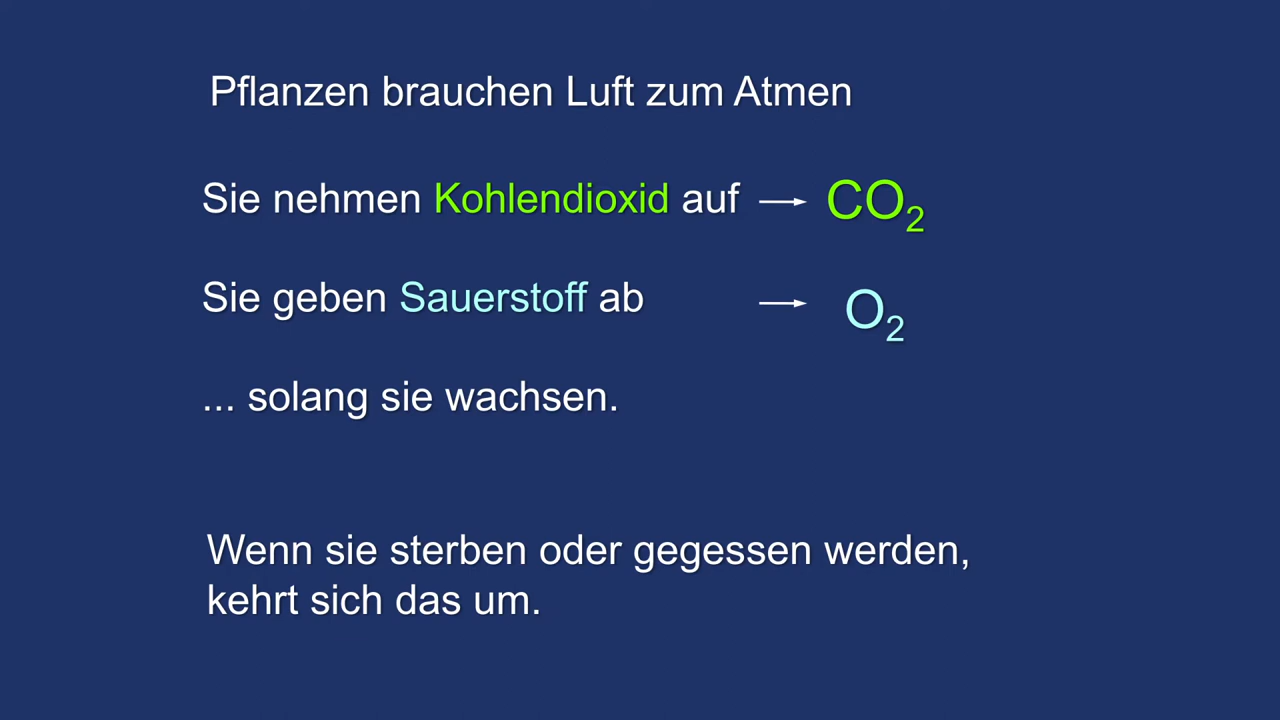 Pflanzen brauchen Luft zum Atmen
Sie nehmen Kohlendioxid auf → CO₂
Sie geben Sauerstoff ab → O₂
... solang sie wachsen.
Wenn sie sterben oder gegessen werden,
kehrt sich das um.